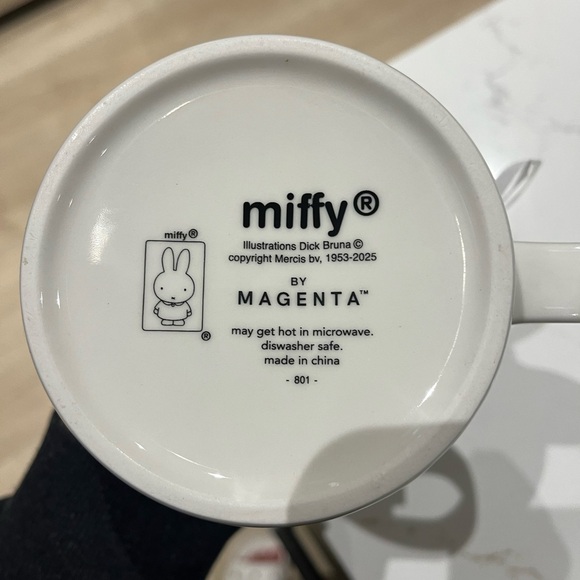 miffy®
Illustrations Dick Bruna ©
copyright Mercis bv, 1953-2025
miffy®
®
BY
MAGENTA™
may get hot in microwave.
diswasher safe.
made in china
- 801 -